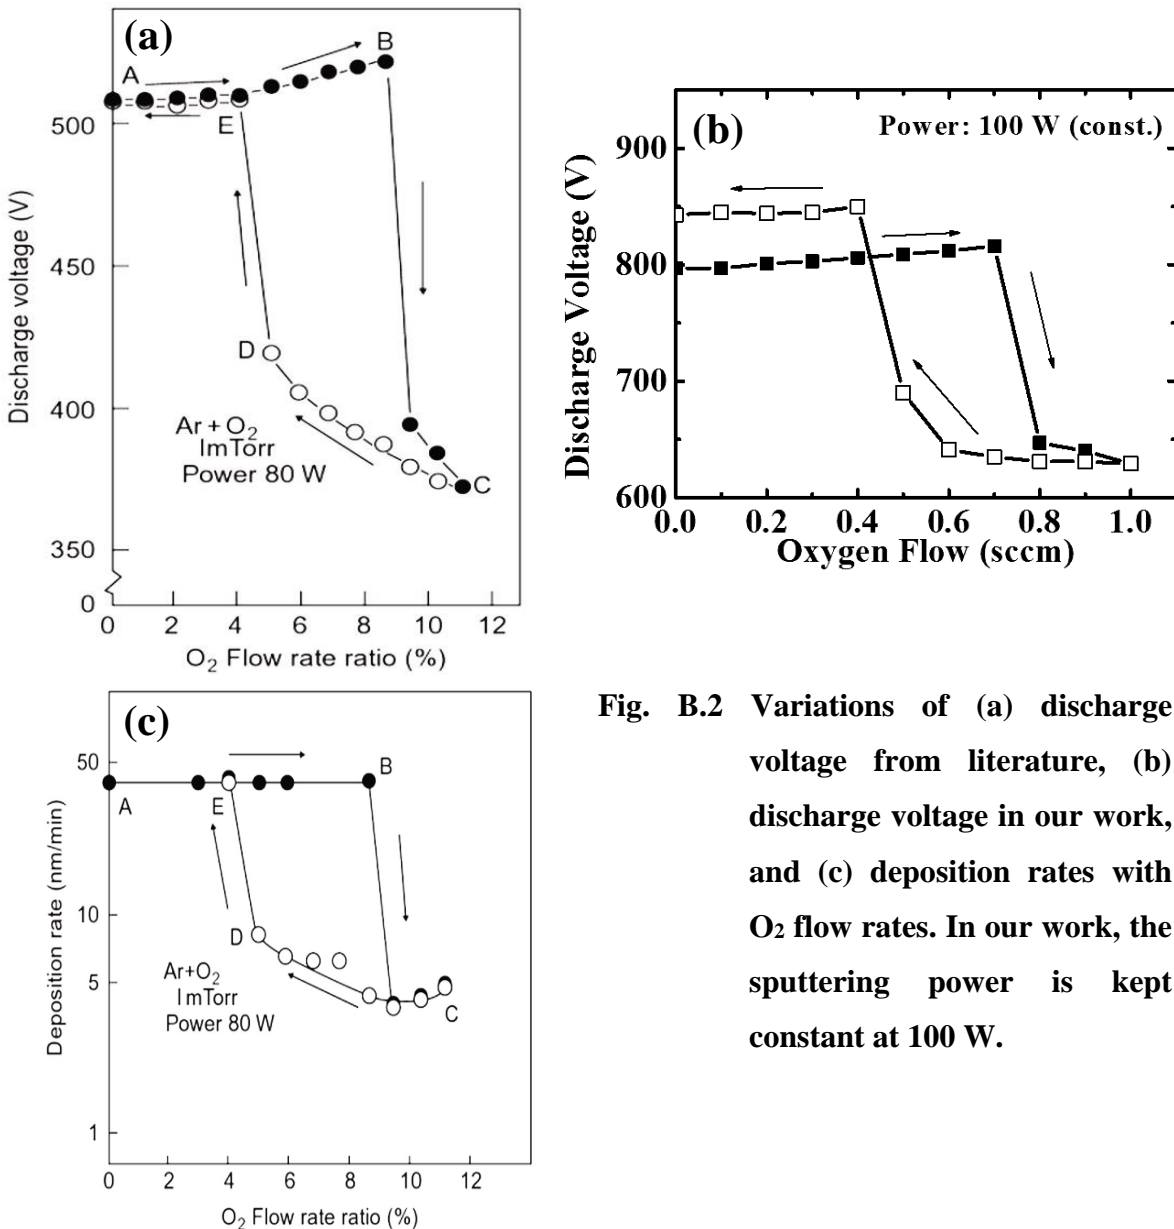 (a)
A
B
E
D
C
Ar + O2
ImTorr
Power 80 W
500
450
400
350
0
0 2 4 6 8 10 12
Discharge voltage (V)
O2 Flow rate ratio (%)
(b)
Power: 100 W (const.)
900
800
700
600
0.0 0.2 0.4 0.6 0.8 1.0
Discharge Voltage (V)
Oxygen Flow (sccm)
(c)
A
E
B
D
C
Ar+O2
ImTorr
Power 80 W
50
10
5
1
0 2 4 6 8 10 12
Deposition rate (nm/min)
O2 Flow rate ratio (%)
Fig. B.2 Variations of (a) discharge
voltage from literature, (b)
discharge voltage in our work,
and (c) deposition rates with
O2 flow rates. In our work, the
sputtering power is kept
constant at 100 W.